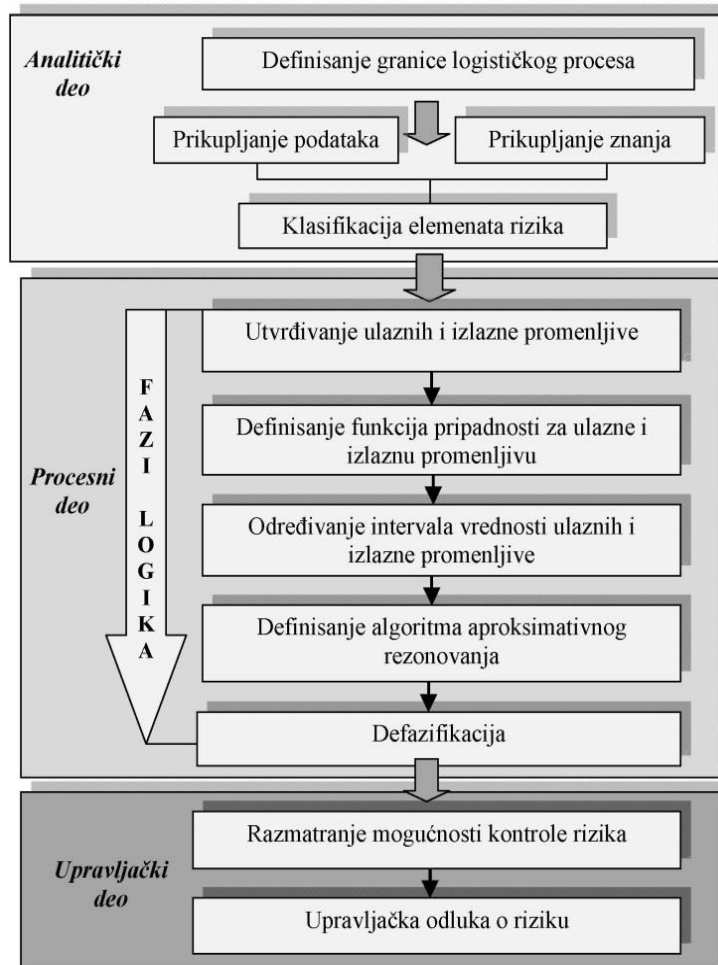 Analitički
deo
Definisanje granice logističkog procesa
Prikupljanje podataka
Prikupljanje znanja
Klasifikacija elemenata rizika
Procesni
deo
FAZI LOGIKA
Utvrđivanje ulaznih i izlazne promenljive
Definisanje funkcija pripadnosti za ulazne i
izlaznu promenljivu
Određivanje intervala vrednosti ulaznih i
izlazne promenljive
Definisanje algoritma aproksimativnog
rezonovanja
Defazifikacija
Upravljački
deo
Razmatranje mogućnosti kontrole rizika
Upravljačka odluka o riziku